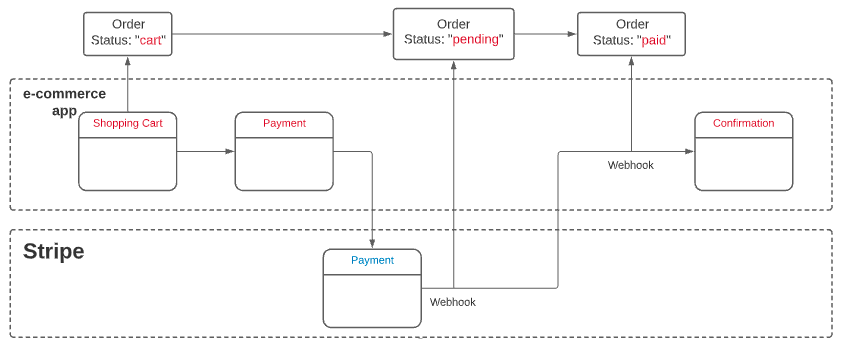 Order
Status: "cart"
Order
Status: "pending"
Order
Status: "paid"
e-commerce
app
Shopping Cart
Payment
Confirmation
Webhook
Stripe
Payment
Webhook